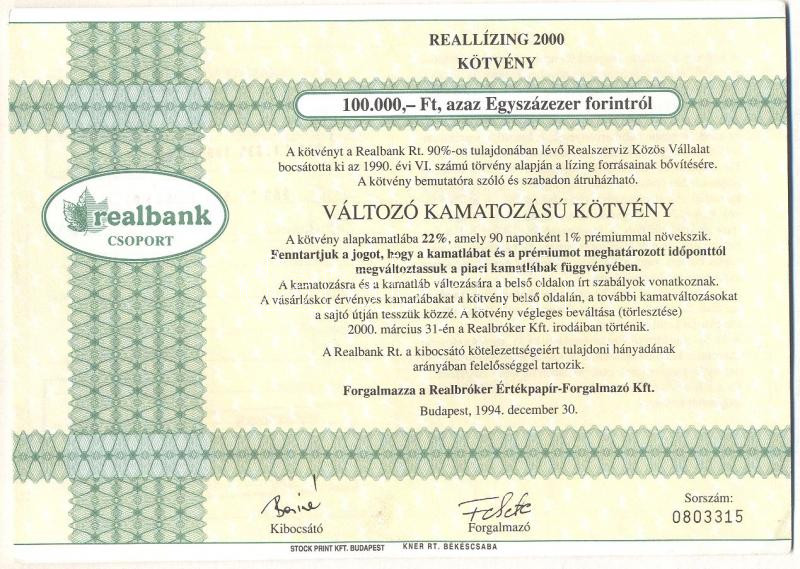 REALLÍZING 2000
KÖTVÉNY
100.000,– Ft, azaz Egyszázezer forintról
A kötvényt a Realbank Rt. 90%-os tulajdonában lévő Realszerviz Közös Vállalat
bocsátotta ki az 1990. évi VI. számú törvény alapján a lízing forrásainak bővítésére.
A kötvény bemutatóra szóló és szabadon átruházható.
realbank
CSOPORT
VÁLTOZÓ KAMATOZÁSÚ KÖTVÉNY
A kötvény alapkamatlába 22%, amely 90 naponként 1% prémiummal növekszik.
Fenntartjuk a jogot, hogy a kamatlábat és a prémiumot meghatározott időponttól
megváltoztassuk a piaci kamatlábak függvényében.
A kamatozásra és a kamatláb változására a belső oldalon írt szabályok vonatkoznak.
A vásárláskor érvényes kamatlábakat a kötvény belső oldalán, a további kamatváltozásokat
a sajtó útján tesszük közzé. A kötvény végleges beváltása (törlesztése)
2000. március 31-én a Realbróker Kft. irodáiban történik.
A Realbank Rt. a kibocsátó kötelezettségeiért tulajdoni hányadának
arányában felelősséggel tartozik.
Forgalmazza a Realbróker Értékpapír-Forgalmazó Kft.
Budapest, 1994. december 30.
Kibocsátó
Forgalmazó
Sorszám:
0803315
STOCK PRINT KFT. BUDAPEST KNER RT. BÉKÉSCSABA